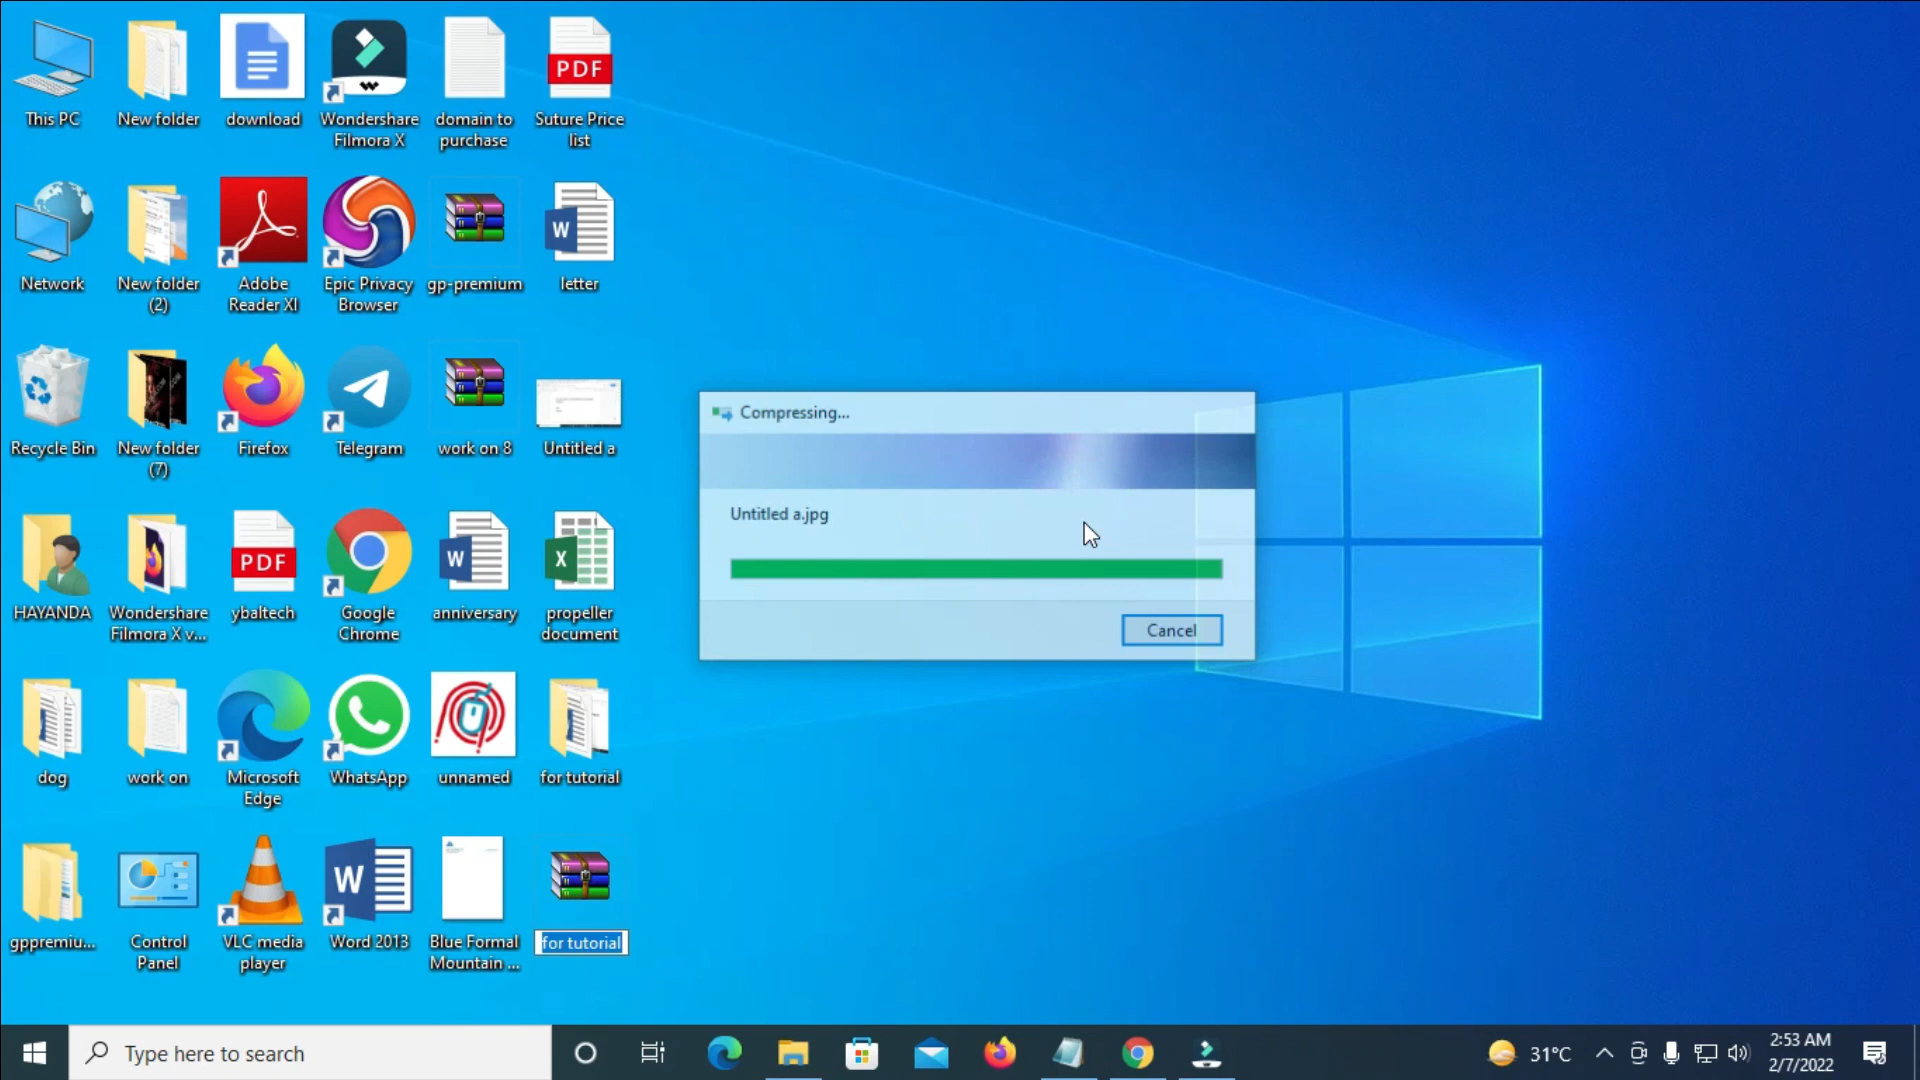 This PC
New folder
download
Wondershare
Filmora X
domain to
purchase
PDF
Suture Price
list
Network
New folder
(2)
Adobe
Reader XI
Epic Privacy
Browser
gp-premium
W
letter
Recycle Bin
New folder
(7)
Firefox
Telegram
work on 8
Untitled a
HAYANDA
Wondershare
Filmora X v...
PDF
ybaltech
Google
Chrome
W
anniversary
X
propeller
document
dog
work on
Microsoft
Edge
WhatsApp
unnamed
for tutorial
gppremiu...
Control
Panel
VLC media
player
W
Word 2013
Blue Formal
Mountain ...
for tutorial
Compressing...
Untitled a.jpg
Cancel
Type here to search
31°C
2:53 AM
2/7/2022